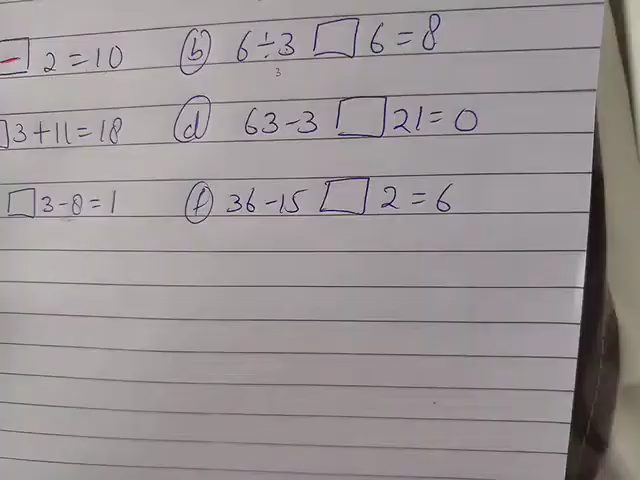 - 2 = 10 (b) 6 ÷ 3 □ 6 = 8
3
□ 3 + 11 = 18 (d) 63 - 3 □ 21 = 0
□ 3 - 8 = 1 (f) 36 - 15 □ 2 = 6